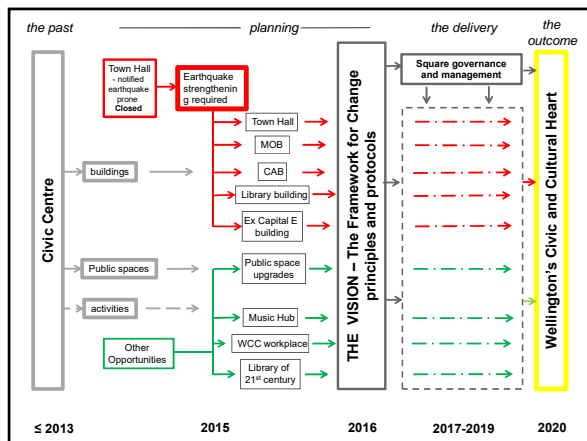 the past
planning
the delivery
the
outcome
Town Hall
- notified
earthquake
prone
Closed
Earthquake
strengthenin
g required
Square governance
and management
Town Hall
MOB
CAB
Library building
Ex Capital E
building
buildings
Public spaces
activities
Public space
upgrades
Music Hub
WCC workplace
Library of
21st century
Other
Opportunities
Civic Centre
THE VISION – The Framework for Change
principles and protocols
Wellington's Civic and Cultural Heart
≤ 2013
2015
2016
2017-2019
2020